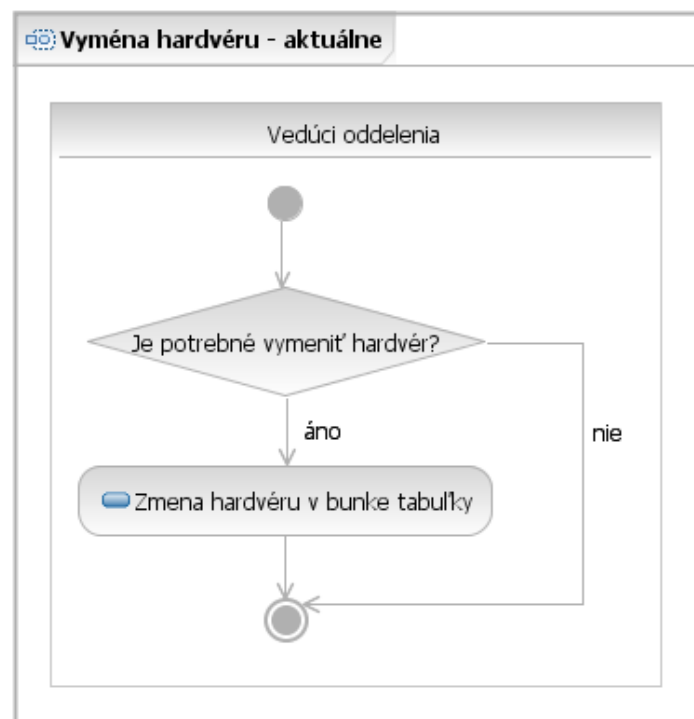 Vyména hardvéru - aktuálne
Vedúci oddelenia
Je potrebné vymeniť hardvér?
áno
nie
Zmena hardvéru v bunke tabuľky